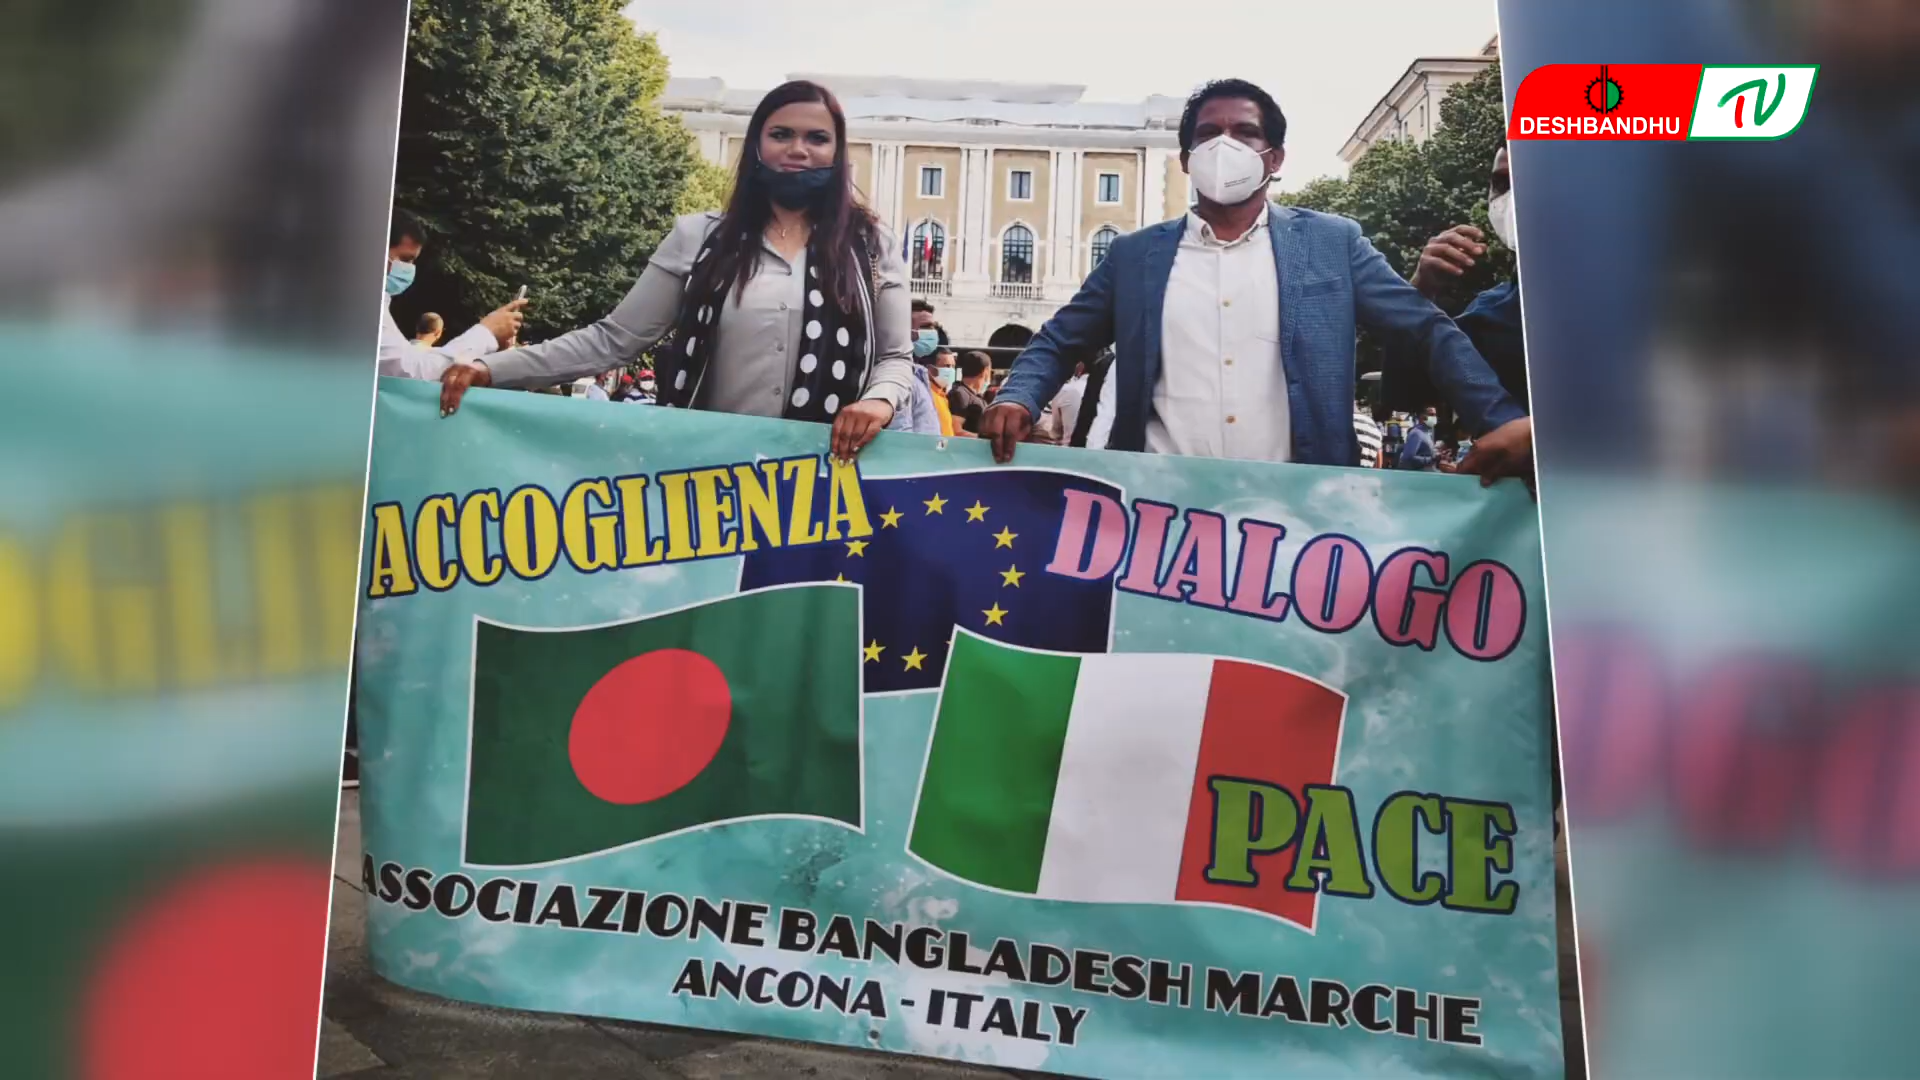 DESHBANDHU TV
ACCOGLIENZA
DIALOGO
PACE
ASSOCIAZIONE BANGLADESH MARCHE
ANCONA - ITALY